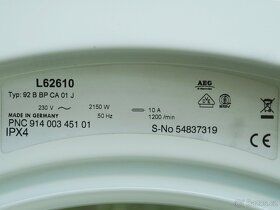 L62610
Typ: 92 B BP CA 01 J
230 V 2150 W 10 A
50 Hz 1200 /min
MADE IN GERMANY
PNC 914 003 451 01
IPX4
S-No 54837319
AEG
CE